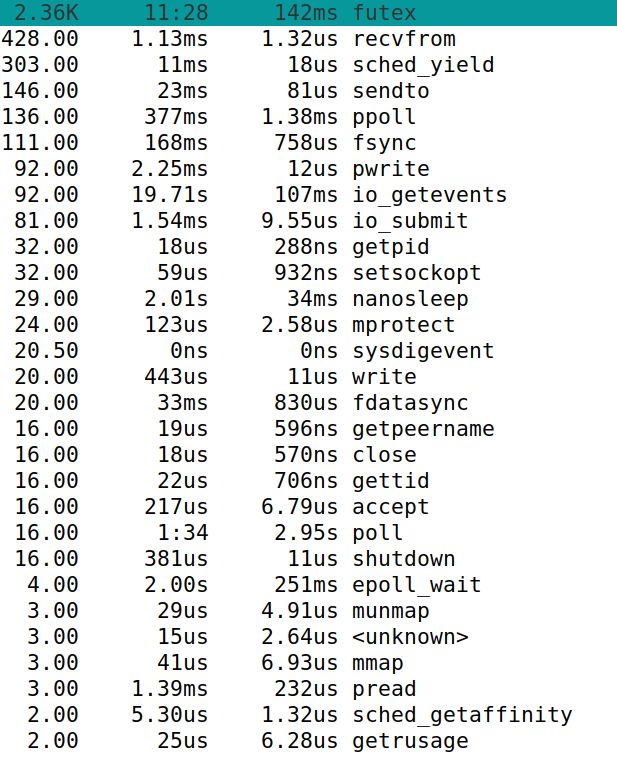 2.36K 11:28 142ms futex
428.00 1.13ms 1.32us recvfrom
303.00 11ms 18us sched_yield
146.00 23ms 81us sendto
136.00 377ms 1.38ms ppoll
111.00 168ms 758us fsync
92.00 2.25ms 12us pwrite
92.00 19.71s 107ms io_getevents
81.00 1.54ms 9.55us io_submit
32.00 18us 288ns getpid
32.00 59us 932ns setsockopt
29.00 2.01s 34ms nanosleep
24.00 123us 2.58us mprotect
20.50 0ns 0ns sysdigevent
20.00 443us 11us write
20.00 33ms 830us fdatasync
16.00 19us 596ns getpeername
16.00 18us 570ns close
16.00 22us 706ns gettid
16.00 217us 6.79us accept
16.00 1:34 2.95s poll
16.00 381us 11us shutdown
4.00 2.00s 251ms epoll_wait
3.00 29us 4.91us munmap
3.00 15us 2.64us <unknown>
3.00 41us 6.93us mmap
3.00 1.39ms 232us pread
2.00 5.30us 1.32us sched_getaffinity
2.00 25us 6.28us getrusage